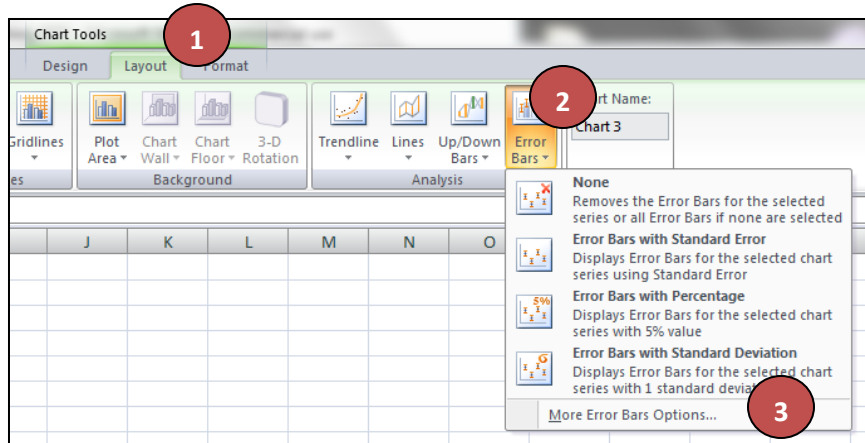 Chart Tools
1
Design Layout Format
2
rt Name:
Chart 3
Gridlines
Plot Area
Chart Wall
Chart Floor
3-D Rotation
Trendline
Lines
Up/Down Bars
Error Bars
es
Background
Analysis
None
Removes the Error Bars for the selected
series or all Error Bars if none are selected
Error Bars with Standard Error
Displays Error Bars for the selected chart
series using Standard Error
5%
Error Bars with Percentage
Displays Error Bars for the selected chart
series with 5% value
Error Bars with Standard Deviation
Displays Error Bars for the selected chart
series with 1 standard deviat
More Error Bars Options...
3
J K L M N O